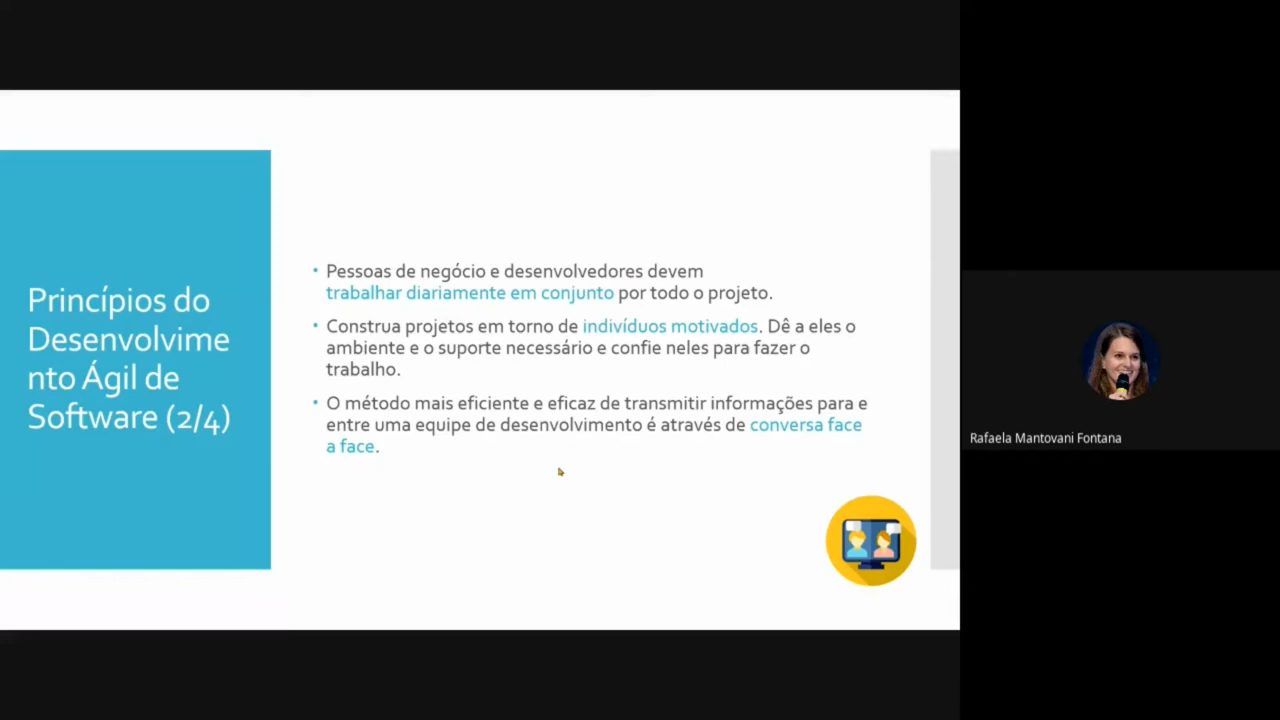 Princípios do
Desenvolvime
nto Ágil de
Software (2/4)
• Pessoas de negócio e desenvolvedores devem
trabalhar diariamente em conjunto por todo o projeto.
• Construa projetos em torno de indivíduos motivados. Dê a eles o
ambiente e o suporte necessário e confie neles para fazer o
trabalho.
• O método mais eficiente e eficaz de transmitir informações para e
entre uma equipe de desenvolvimento é através de conversa face
a face.
Rafaela Mantovani Fontana